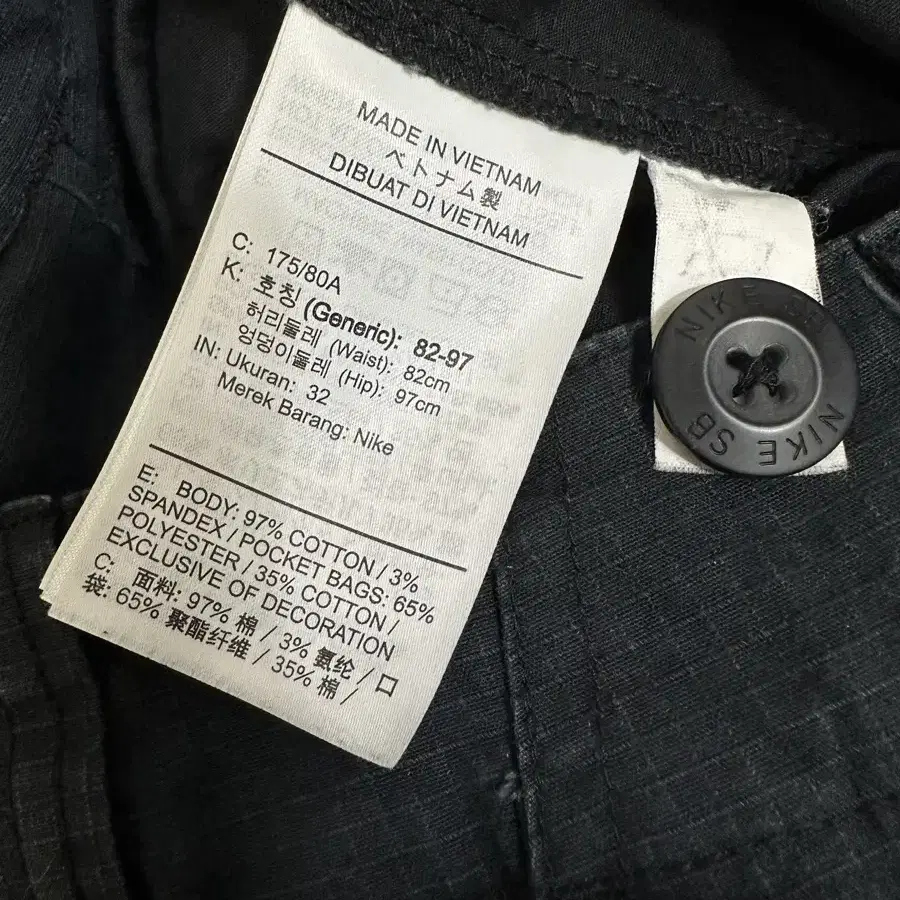 MADE IN VIETNAM
ベトナム製
DIBUAT DI VIETNAM
C: 175/80A
K: 호칭 (Generic): 82-97
허리둘레 (Waist): 82cm
엉덩이둘레 (Hip): 97cm
IN: Ukuran: 32
Merek Barang: Nike
E: BODY: 97% COTTON / 3%
SPANDEX / POCKET BAGS: 65%
POLYESTER / 35% COTTON /
EXCLUSIVE OF DECORATION
C: 面料: 97% 棉 / 3% 氨纶 / 口
袋: 65% 聚酯纤维 / 35% 棉 /
NIKE SB
NIKE SB